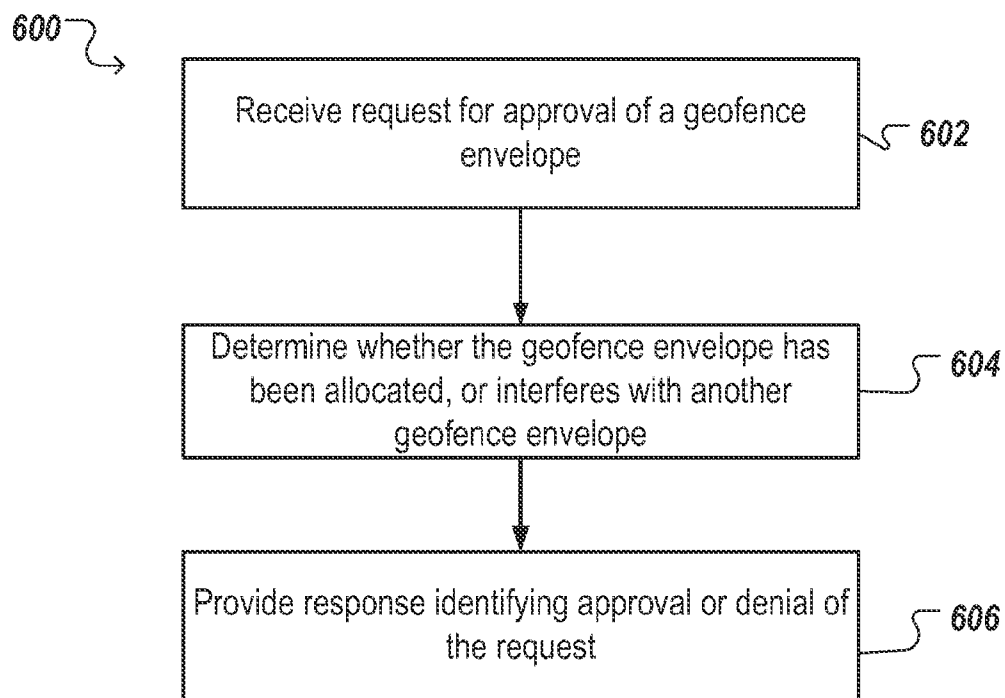 600
Receive request for approval of a geofence
envelope
602
Determine whether the geofence envelope has
been allocated, or interferes with another
geofence envelope
604
Provide response identifying approval or denial of
the request
606